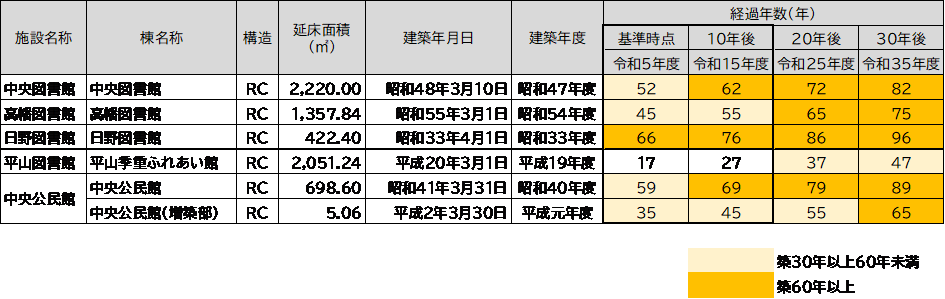 施設名称 棟名称 構造 延床面積(㎡) 建築年月日 建築年度 経過年数(年)
基準時点 10年後 20年後 30年後
令和5年度 令和15年度 令和25年度 令和35年度
中央図書館 中央図書館 RC 2,220.00 昭和48年3月10日 昭和47年度 52 62 72 82
高幡図書館 高幡図書館 RC 1,357.84 昭和55年3月1日 昭和54年度 45 55 65 75
日野図書館 日野図書館 RC 422.40 昭和33年4月1日 昭和33年度 66 76 86 96
平山図書館 平山季重ふれあい館 RC 2,051.24 平成20年3月1日 平成19年度 17 27 37 47
中央公民館 中央公民館 RC 698.60 昭和41年3月31日 昭和40年度 59 69 79 89
中央公民館(増築部) RC 5.06 平成2年3月30日 平成元年度 35 45 55 65
築30年以上60年未満
築60年以上